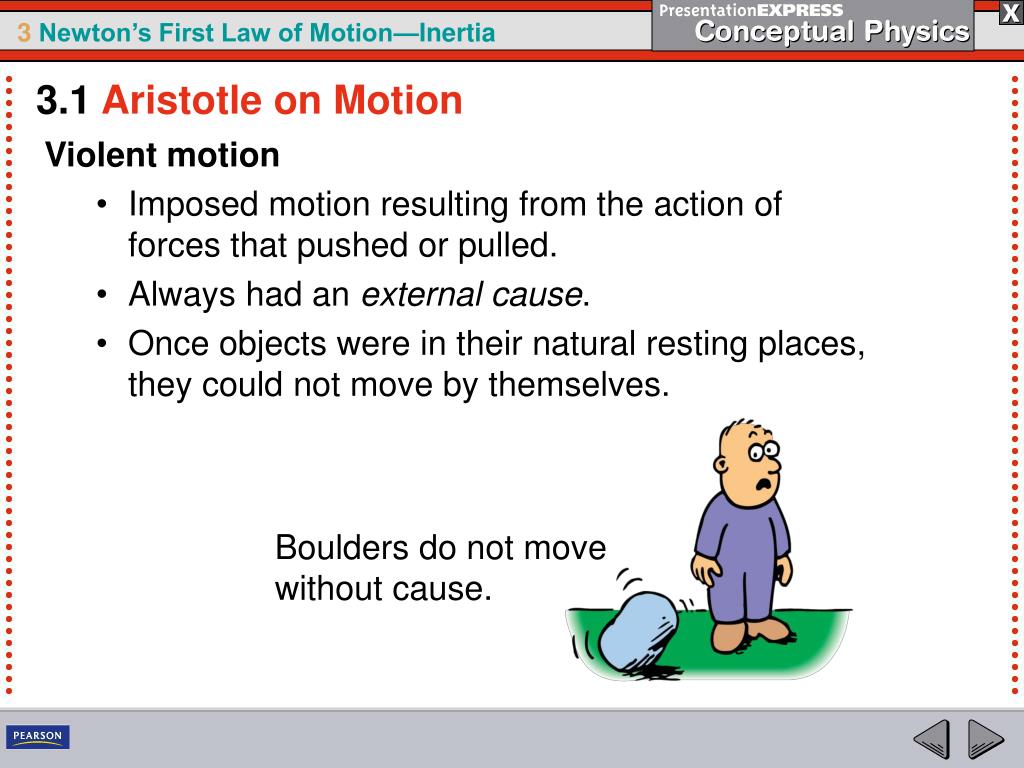 3 Newton’s First Law of Motion—Inertia
PresentationEXPRESS
Conceptual Physics
X
3.1 Aristotle on Motion
Violent motion
• Imposed motion resulting from the action of
forces that pushed or pulled.
• Always had an external cause.
• Once objects were in their natural resting places,
they could not move by themselves.
Boulders do not move
without cause.
PEARSON